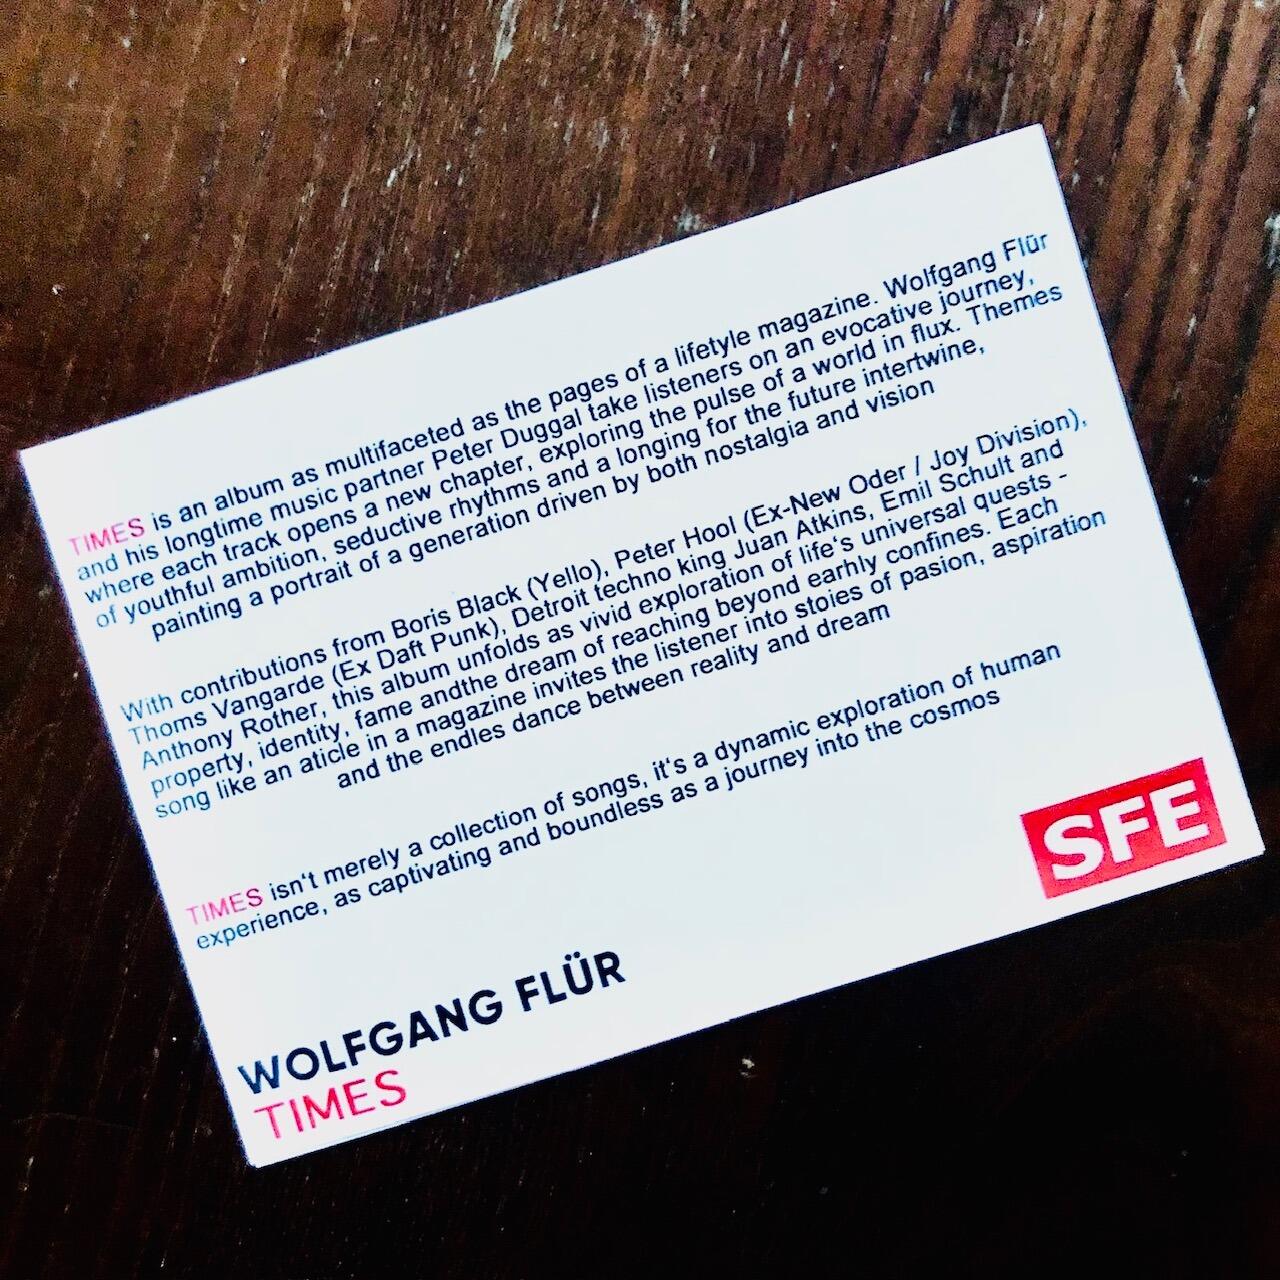 TIMES is an album as multifaceted as the pages of a lifetyle magazine. Wolfgang Flür
and his longtime music partner Peter Duggal take listeners on an evocative journey,
where each track opens a new chapter, exploring the pulse of a world in flux. Themes
of youthful ambition, seductive rhythms and a longing for the future intertwine,
painting a portrait of a generation driven by both nostalgia and vision
With contributions from Boris Black (Yello), Peter Hool (Ex-New Oder / Joy Division),
Thoms Vangarde (Ex Daft Punk), Detroit techno king Juan Atkins, Emil Schult and
Anthony Rother, this album unfolds as vivid exploration of life's universal quests -
property, identity, fame andthe dream of reaching beyond earhly confines. Each
song like an aticle in a magazine invites the listener into stoies of pasion, aspiration
and the endles dance between reality and dream
TIMES isn't merely a collection of songs, it's a dynamic exploration of human
experience, as captivating and boundless as a journey into the cosmos
SFE
WOLFGANG FLÜR
TIMES